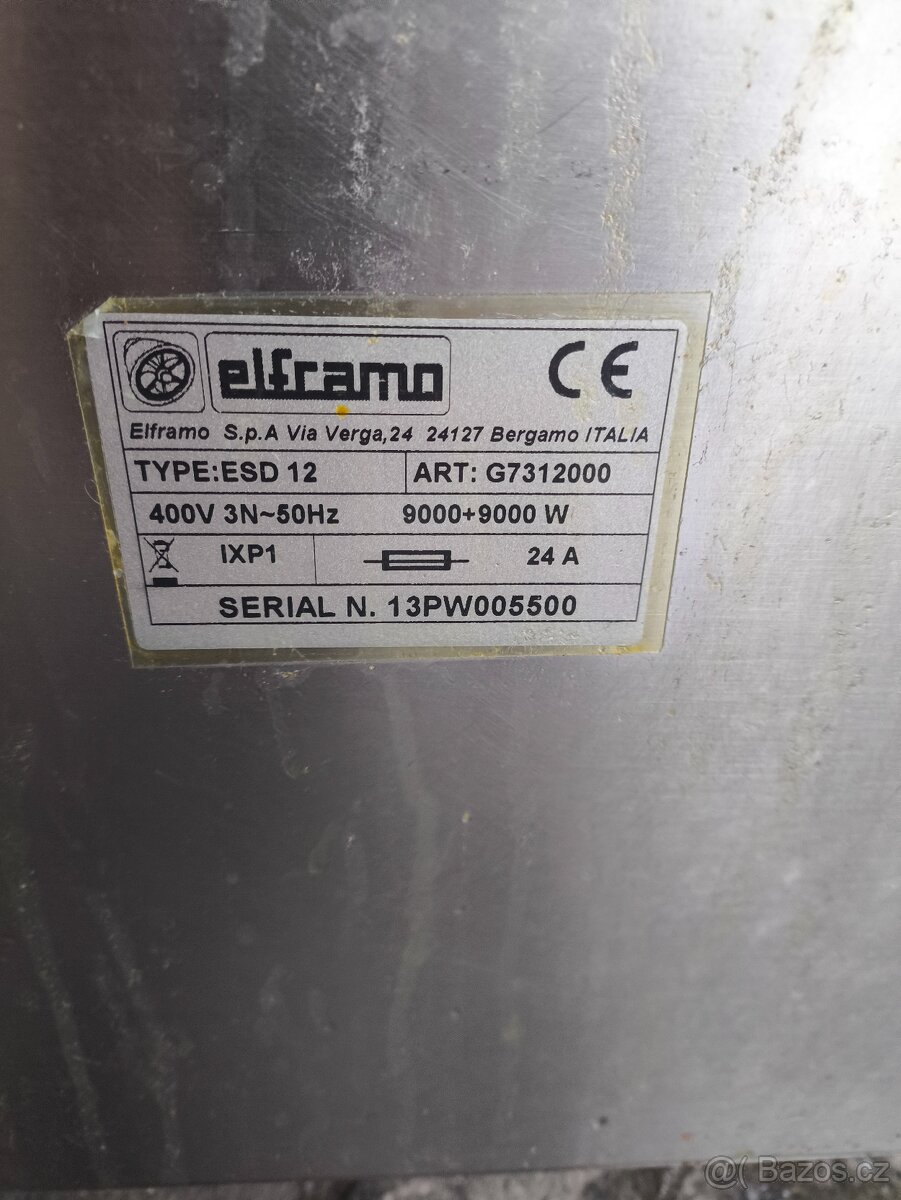 elframo CE
Elframo S.p.A Via Verga,24 24127 Bergamo ITALIA
TYPE:ESD 12 ART: G7312000
400V 3N~50Hz 9000+9000 W
IXP1 24 A
SERIAL N. 13PW005500
@( Bazos.cz